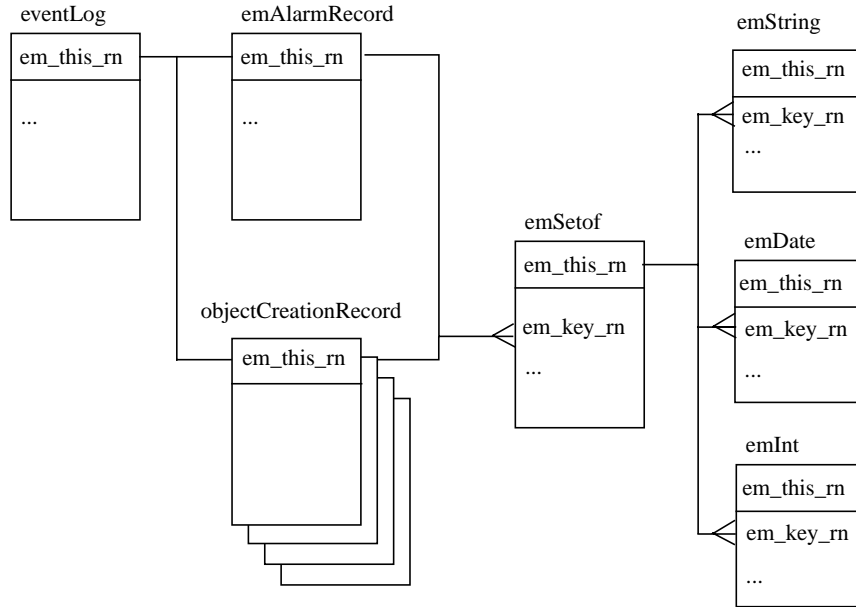 eventLog
em_this_rn
...
emAlarmRecord
em_this_rn
...
objectCreationRecord
em_this_rn
emSetof
em_this_rn
em_key_rn
...
emString
em_this_rn
em_key_rn
...
emDate
em_this_rn
em_key_rn
...
emInt
em_this_rn
em_key_rn
...